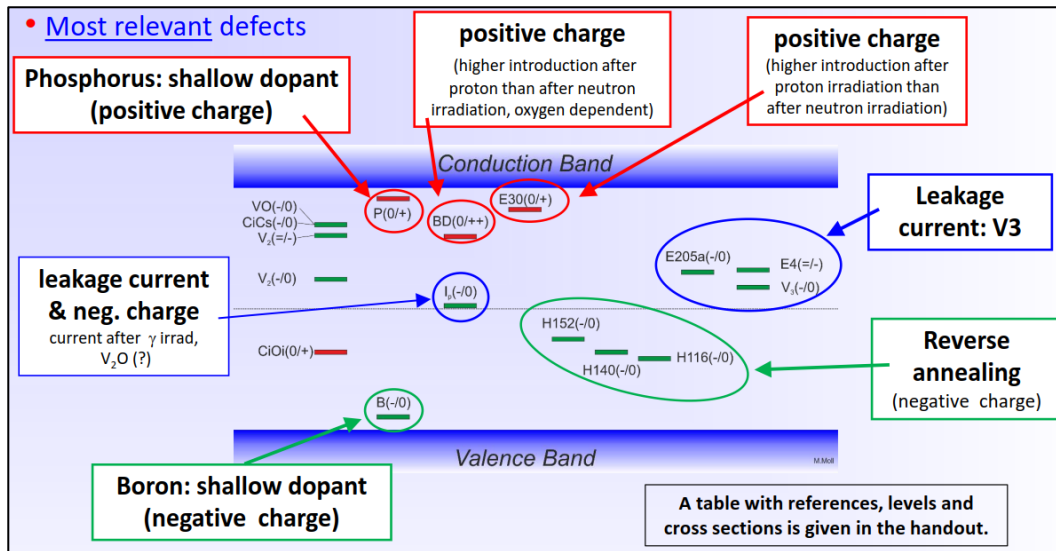 • Most relevant defects
Phosphorus: shallow dopant
(positive charge)
positive charge
(higher introduction after
proton than after neutron
irradiation, oxygen dependent)
positive charge
(higher introduction after
proton irradiation than
after neutron irradiation)
Conduction Band
VO(-/0)
CiCs(-/0)
V₂(=/-)
P(0/+)
BD(0/++)
E30(0/+)
Leakage
current: V3
leakage current
& neg. charge
current after γ irrad,
V₂O (?)
V₂(-/0)
Iₚ(-/0)
E205a(-/0)
E4(=/-)
V₃(-/0)
CiOi(0/+)
H152(-/0)
H140(-/0)
H116(-/0)
Reverse
annealing
(negative charge)
B(-/0)
Valence Band
M.Moll
Boron: shallow dopant
(negative charge)
A table with references, levels and
cross sections is given in the handout.